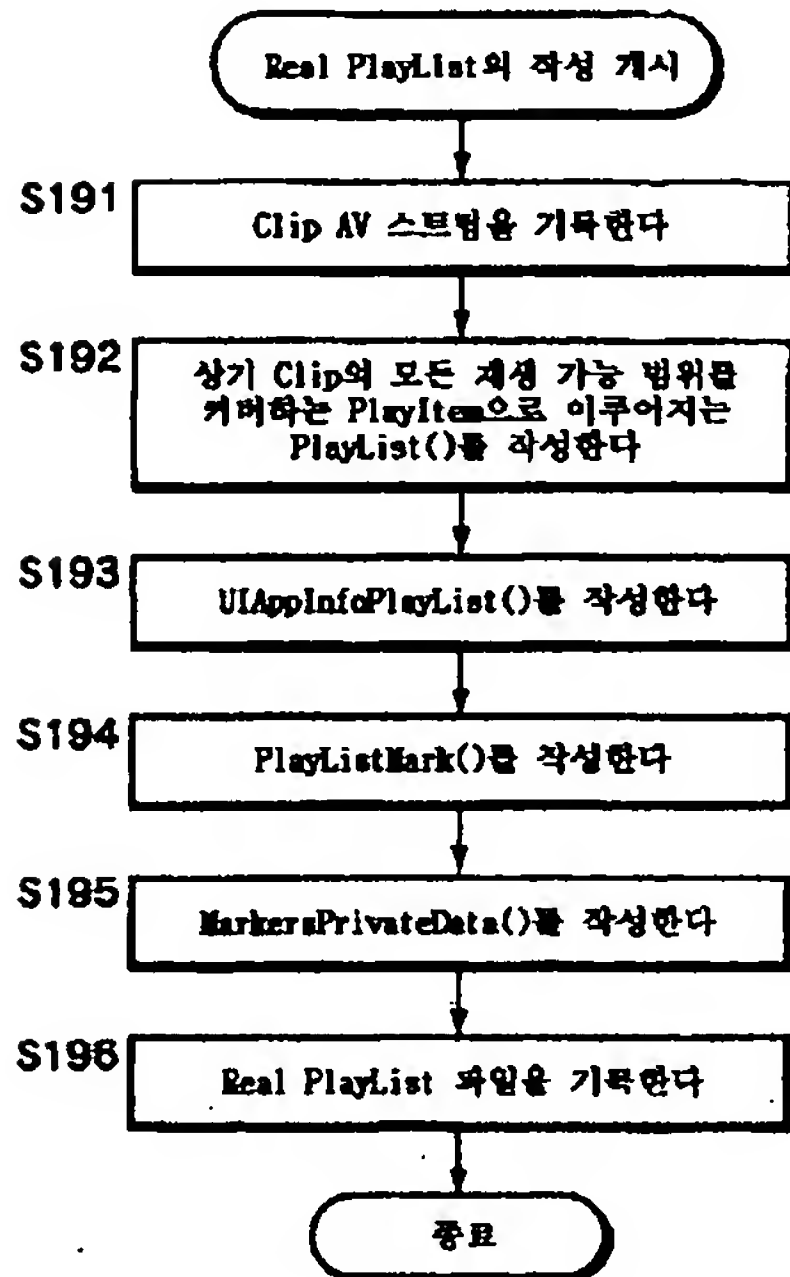 Real PlayList의 작성 개시
S191
Clip AV 스트림을 기록한다
S192
상기 Clip의 모든 재생 가능 범위를
커버하는 PlayItem으로 이루어지는
PlayList()를 작성한다
S193
UIAppInfoPlayList()를 작성한다
S194
PlayListMark()를 작성한다
S195
MarkersPrivateData()를 작성한다
S196
Real PlayList 파일을 기록한다
종료